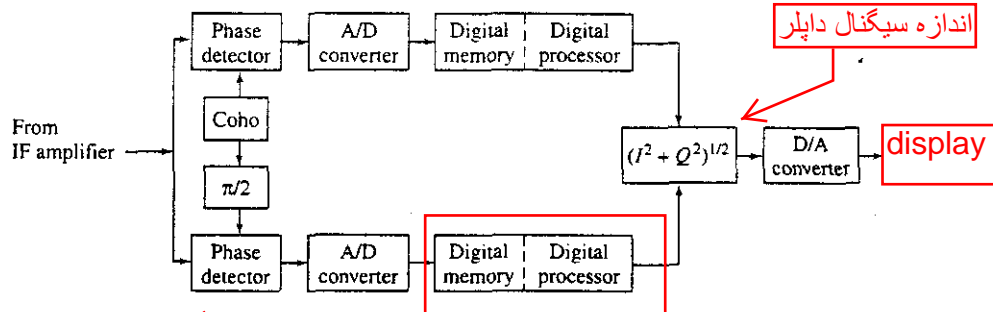 Phase
detector
A/D
converter
Digital
memory
Digital
processor
اندازه سیگنال داپلر
From
IF amplifier
Coho
π/2
(I² + Q²)¹/²
D/A
converter
display
Phase
detector
A/D
converter
Digital
memory
Digital
processor